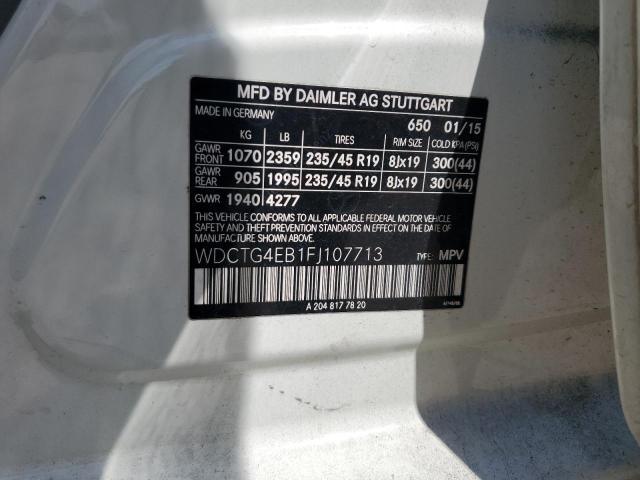 MFD BY DAIMLER AG STUTTGART
MADE IN GERMANY 650 01/15
KG LB TIRES RIM SIZE COLD KPA (PSI)
GAWR FRONT 1070 2359 235/45 R19 8Jx19 300(44)
GAWR REAR 905 1995 235/45 R19 8Jx19 300(44)
GWR 1940 4277
THIS VEHICLE CONFORMS TO ALL APPLICABLE FEDERAL MOTOR VEHICLE
SAFETY AND THEFT PREVENTION STANDARDS IN EFFECT ON THE DATE
OF MANUFACTURE SHOWN ABOVE.
WDCTG4EB1FJ107713 TYPE: MPV
A 204 817 78 20